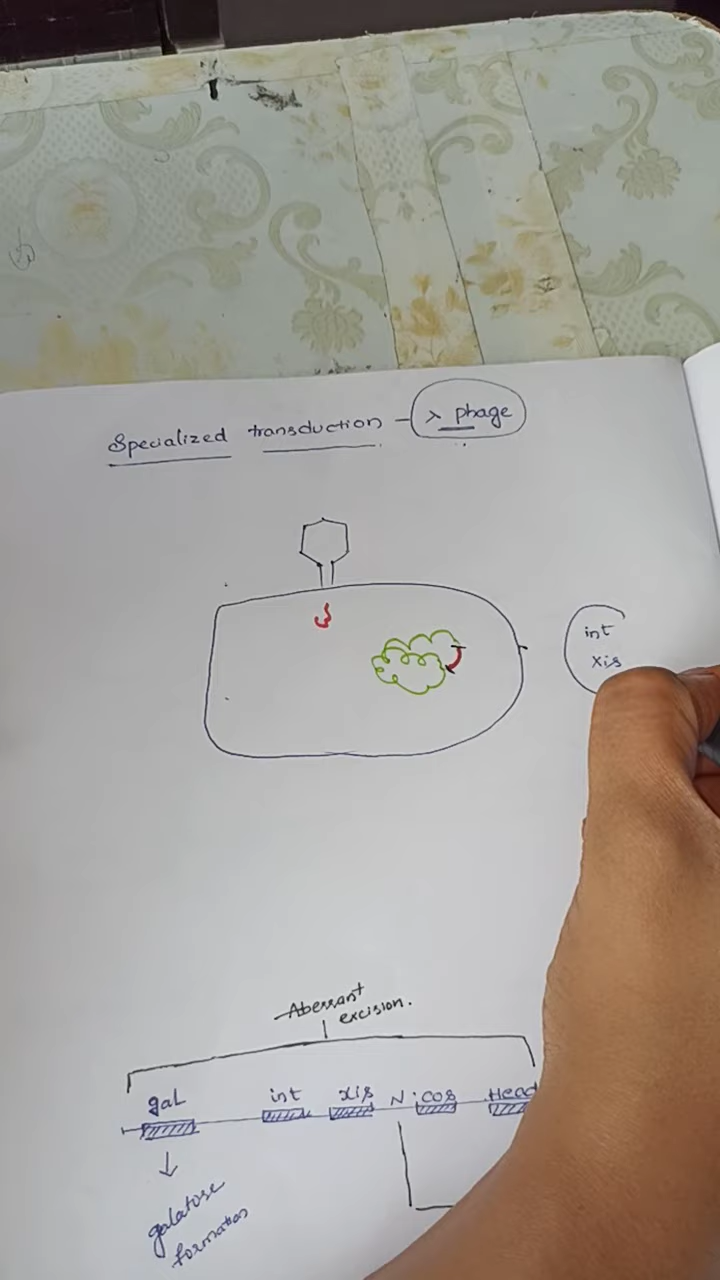 Specialized transduction - λ phage
int
xis
Aberrant
excision.
gal int xis N cos Head
galatose
formation